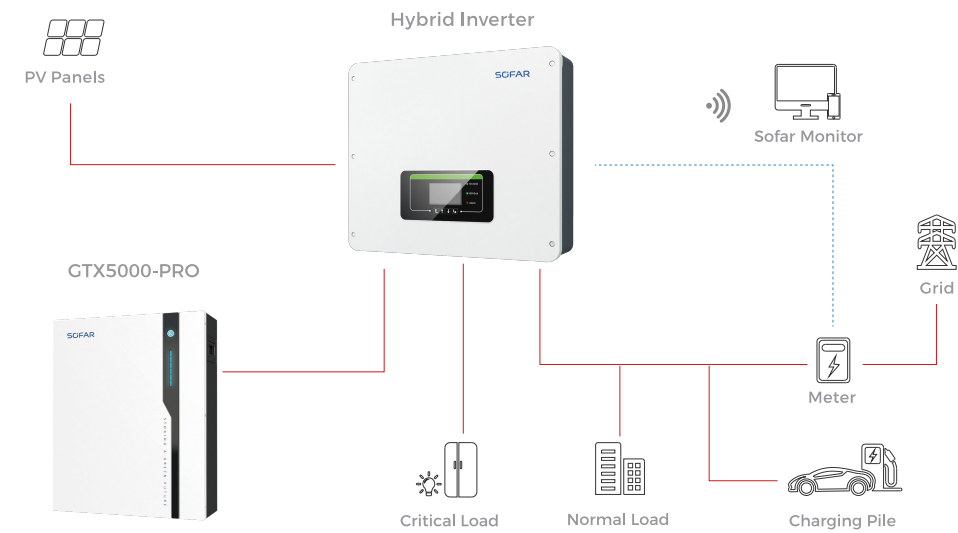 Hybrid Inverter
PV Panels
SOFAR
Sofar Monitor
GTX5000-PRO
Grid
SOFAR
Meter
Critical Load
Normal Load
Charging Pile